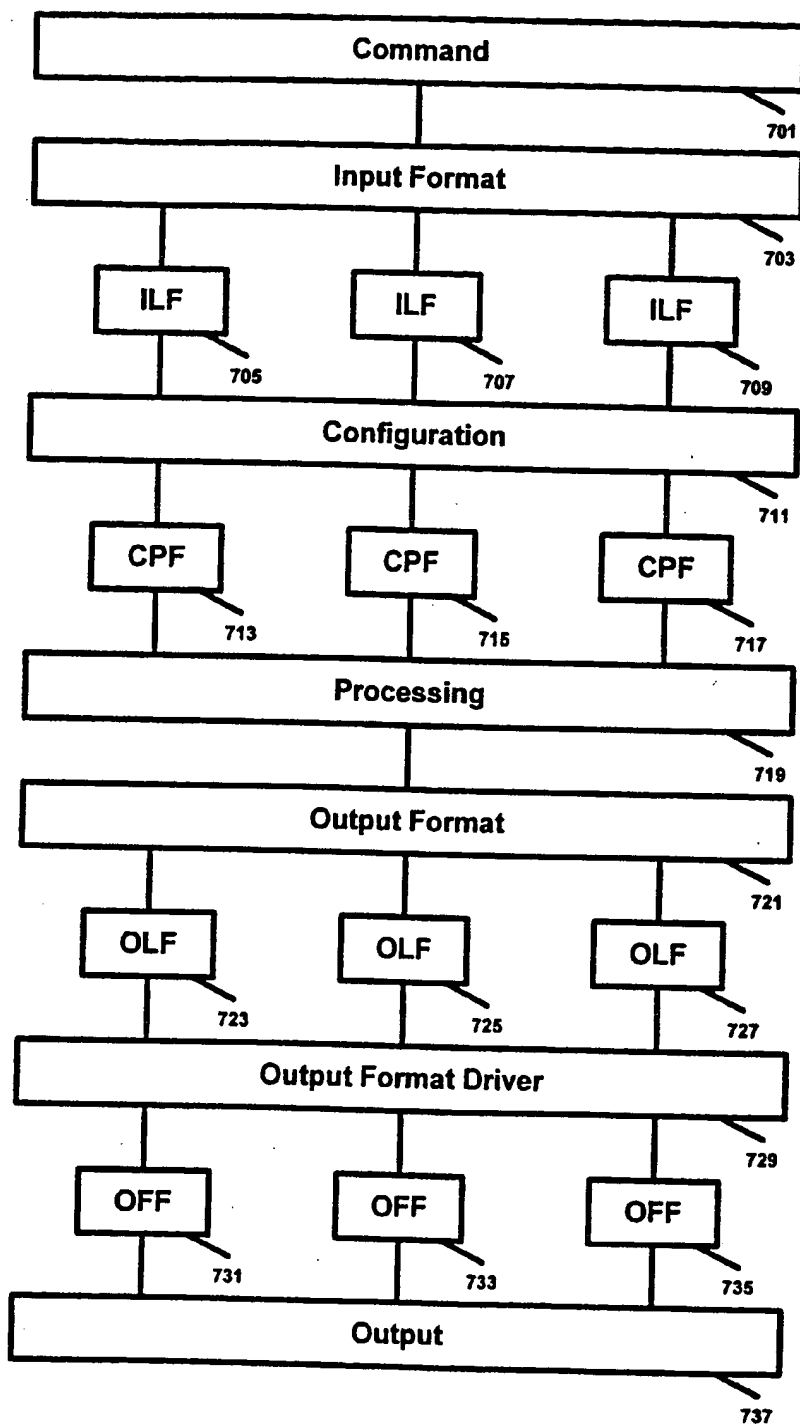 Command
701
Input Format
703
ILF ILF ILF
705 707 709
Configuration
711
CPF CPF CPF
713 715 717
Processing
719
Output Format
721
OLF OLF OLF
723 725 727
Output Format Driver
729
OFF OFF OFF
731 733 735
Output
737